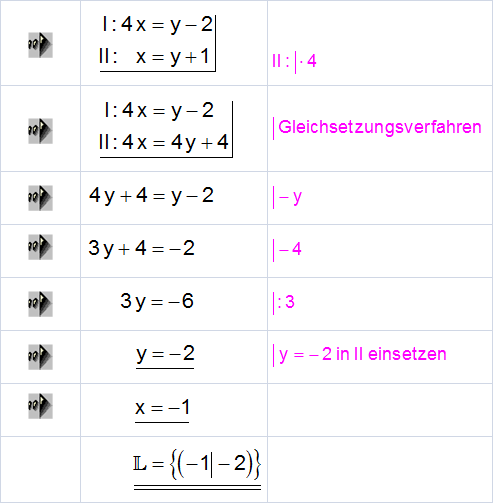 I: 4x = y − 2
II: x = y + 1
II: | · 4
I: 4x = y − 2
II: 4x = 4y + 4
| Gleichsetzungsverfahren
4y + 4 = y − 2 | − y
3y + 4 = −2 | − 4
3y = −6 | : 3
y = −2 | y = −2 in II einsetzen
x = −1
𝕃 = {(−1| −2)}